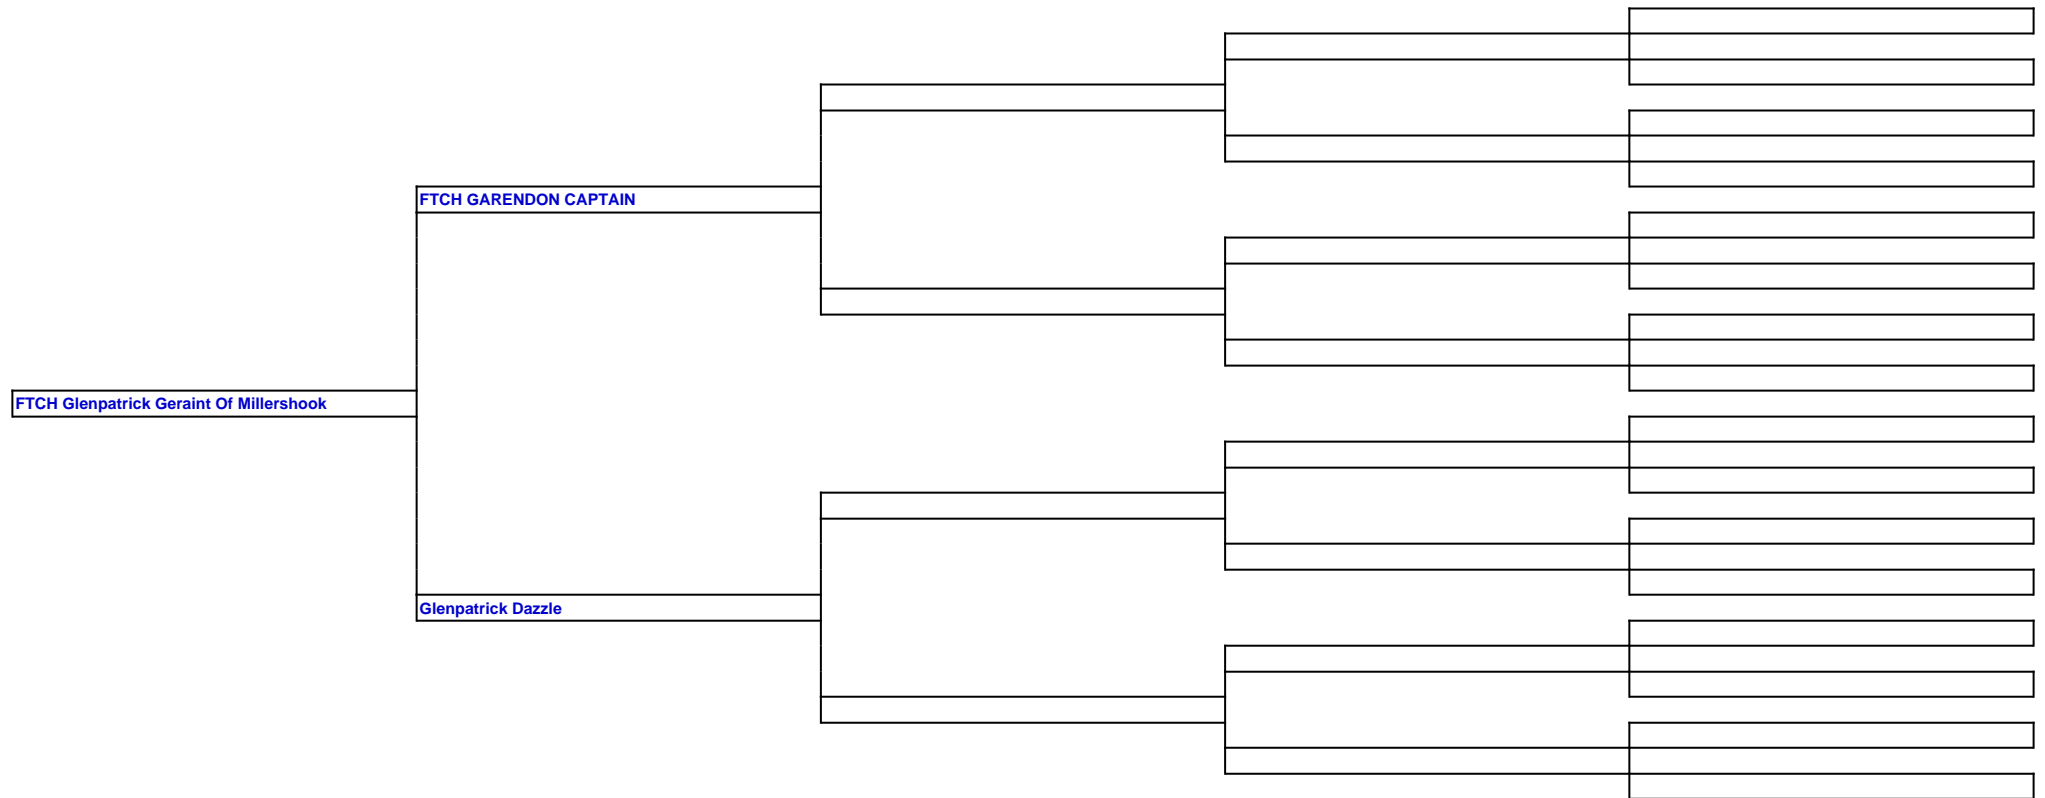 FTCH GARENDON CAPTAIN
FTCH Glenpatrick Geraint Of Millershook
Glenpatrick Dazzle